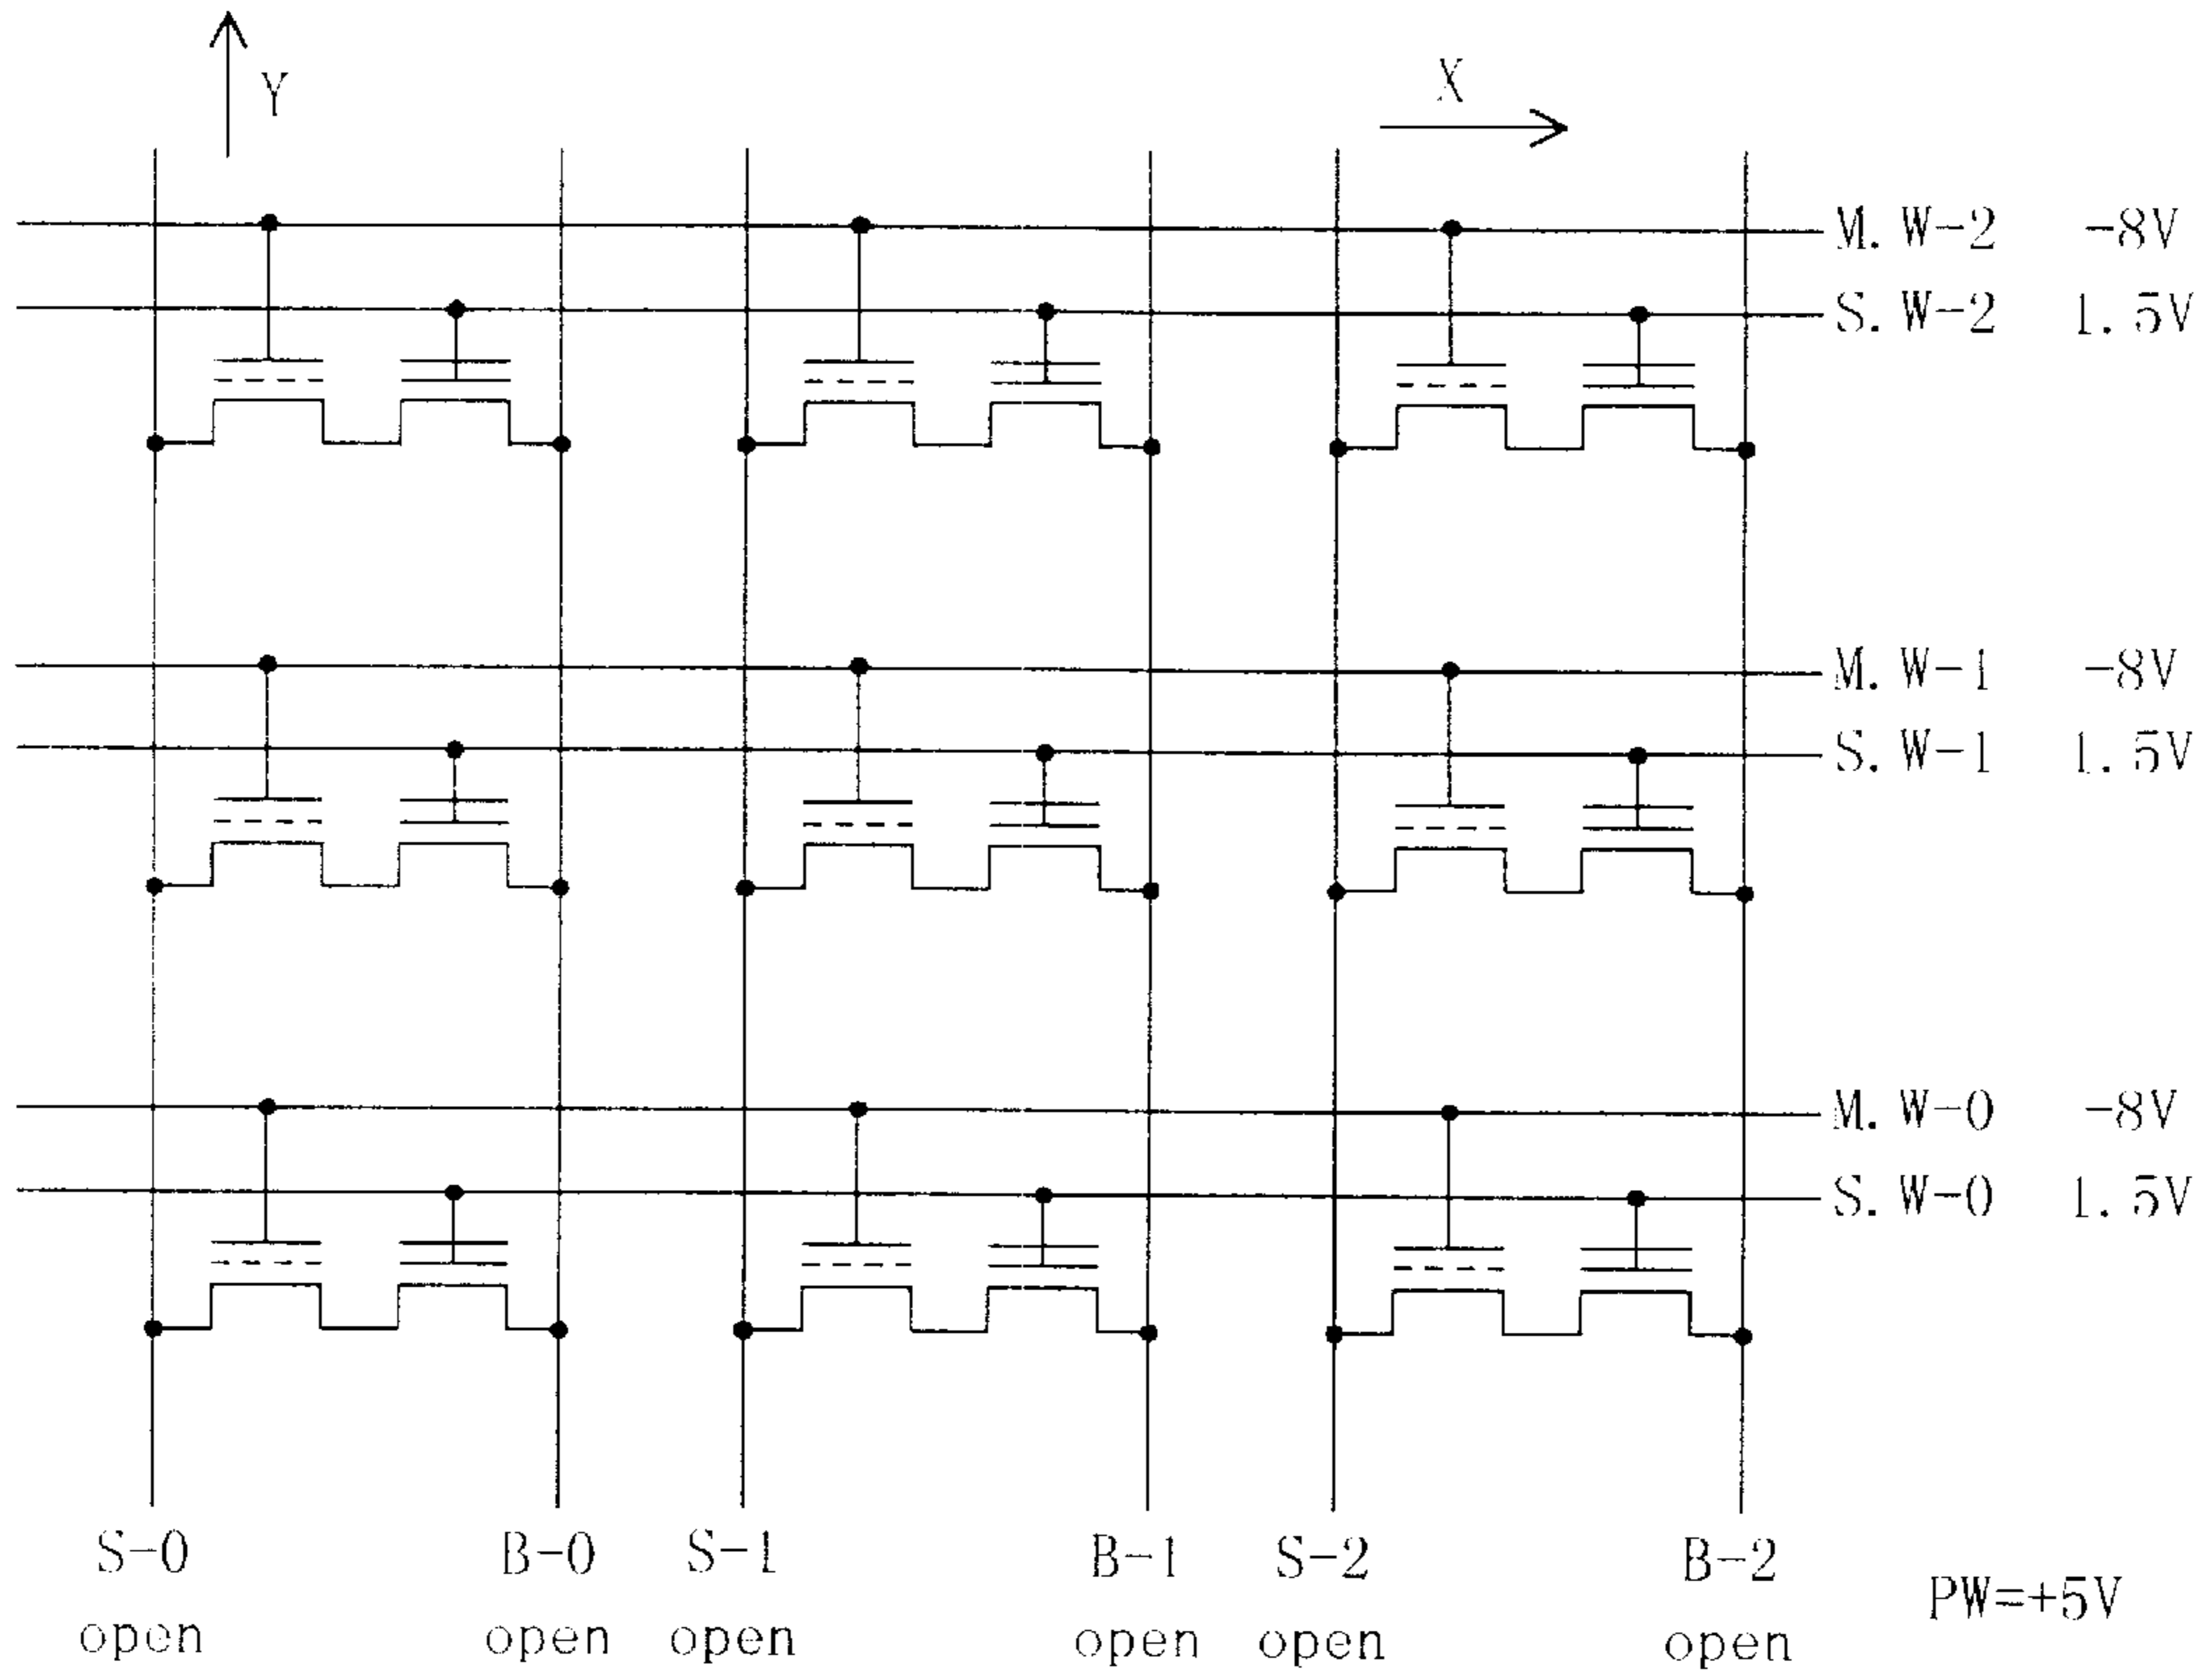 Y
X
M. W-2 -8V
S. W-2 1. 5V
M. W-1 -8V
S. W-1 1. 5V
M. W-0 -8V
S. W-0 1. 5V
S-0 B-0 S-1 B-1 S-2 B-2
open open open open open open
PW=+5V